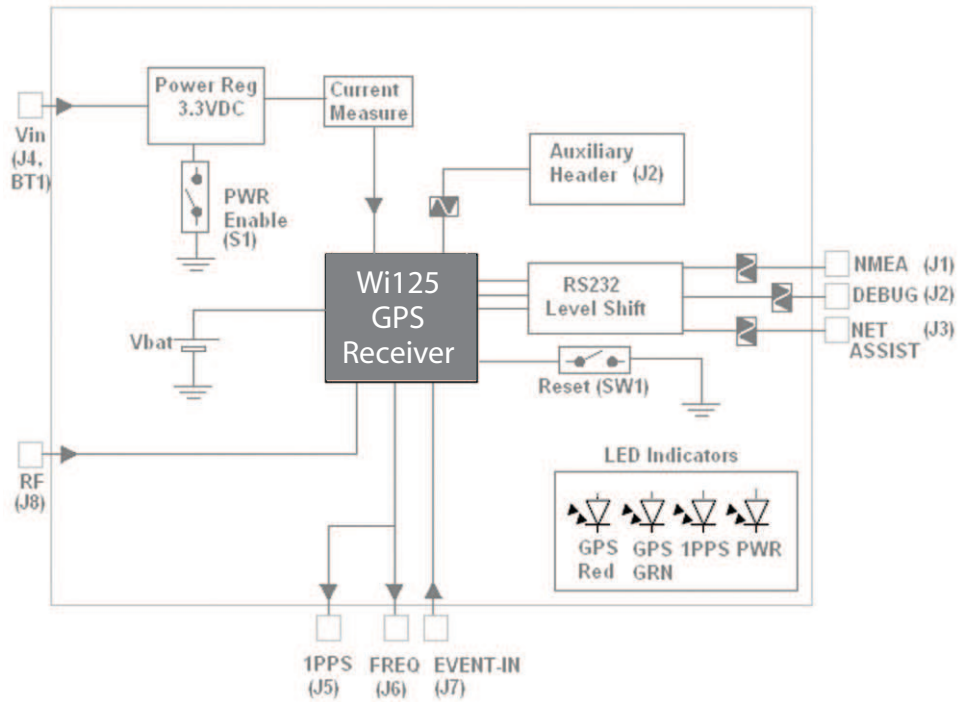 Power Reg
3.3VDC
Current
Measure
Vin
(J4,
BT1)
PWR
Enable
(S1)
Auxiliary
Header (J2)
Wi125
GPS
Receiver
RS232
Level Shift
NMEA (J1)
DEBUG (J2)
NET (J3)
ASSIST
Vbat
Reset (SW1)
RF
(J8)
LED Indicators
GPS
Red
GPS
GRN
1PPS
PWR
1PPS
(J5)
FREQ
(J6)
EVENT-IN
(J7)